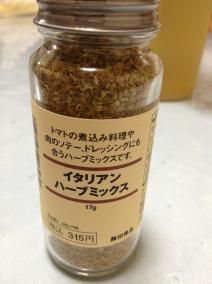 トマトの煮込み料理や
肉のソテー、ドレッシングにも
合うハーブミックスです。
イタリアン
ハーブミックス
17g
税込 315円
無印良品